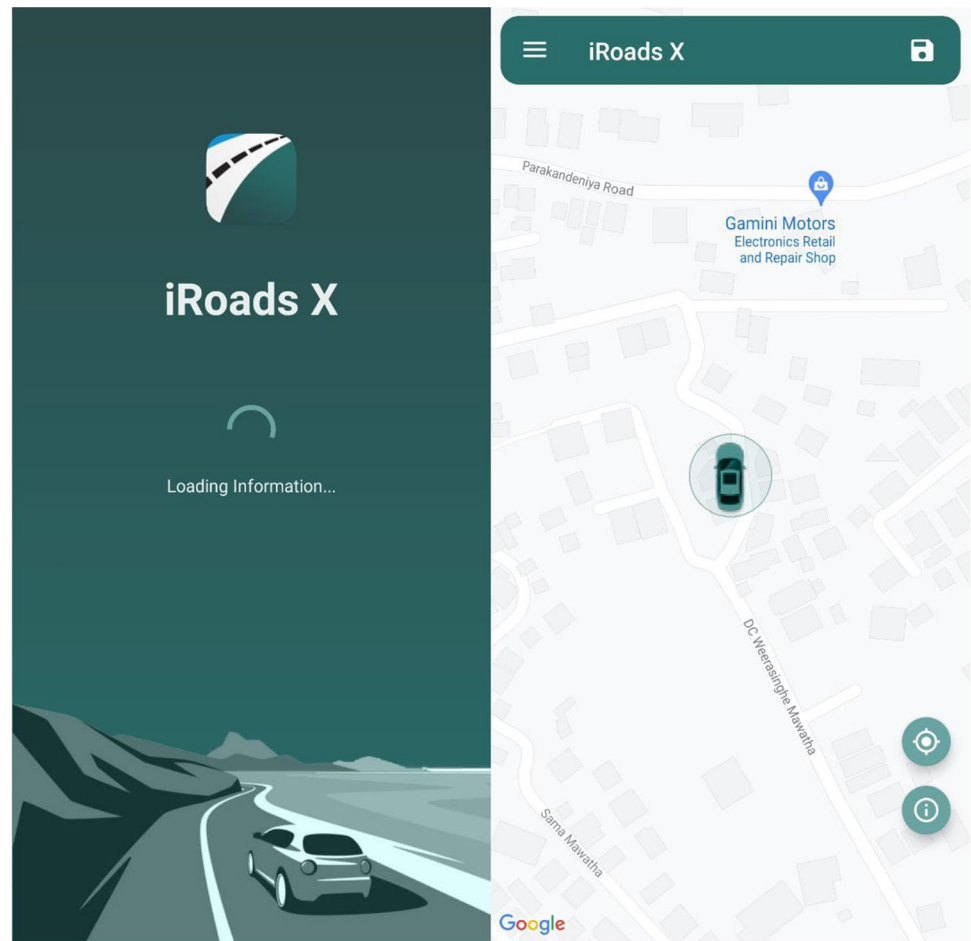 iRoads X
Loading Information...
iRoads X
Parakandeniya Road
Gamini Motors
Electronics Retail
and Repair Shop
DC Weerasinghe Mawatha
Sama Mawatha
Google